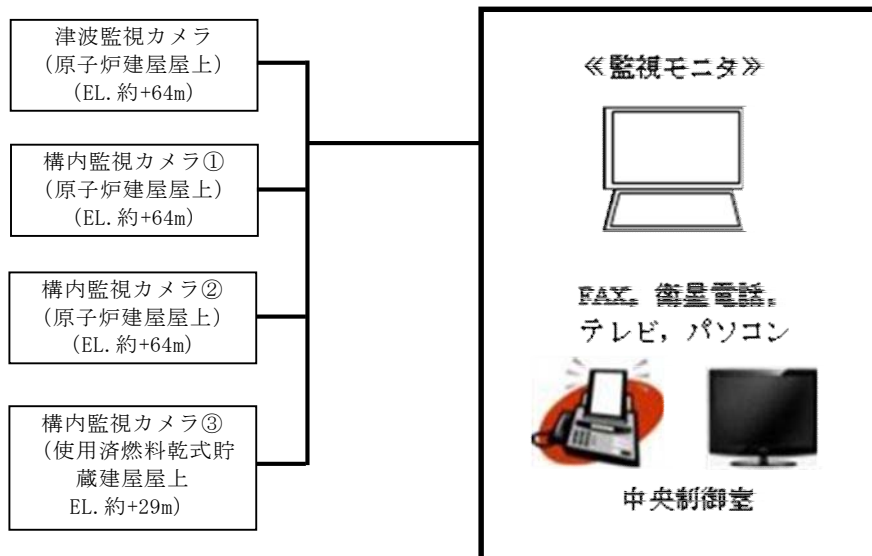 津波監視カメラ
(原子炉建屋屋上)
(EL.約+64m)
構内監視カメラ①
(原子炉建屋屋上)
(EL.約+64m)
構内監視カメラ②
(原子炉建屋屋上)
(EL.約+64m)
構内監視カメラ③
(使用済燃料乾式貯
蔵建屋屋上
EL.約+29m)
≪監視モニタ≫
FAX,衛星電話,
テレビ,パソコン
中央制御室